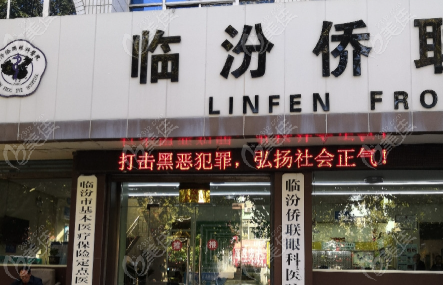 临汾侨联
LINFEN FRO
打击黑恶犯罪，弘扬社会正气！
临汾市基本医疗保险定点医
临汾侨联眼科医